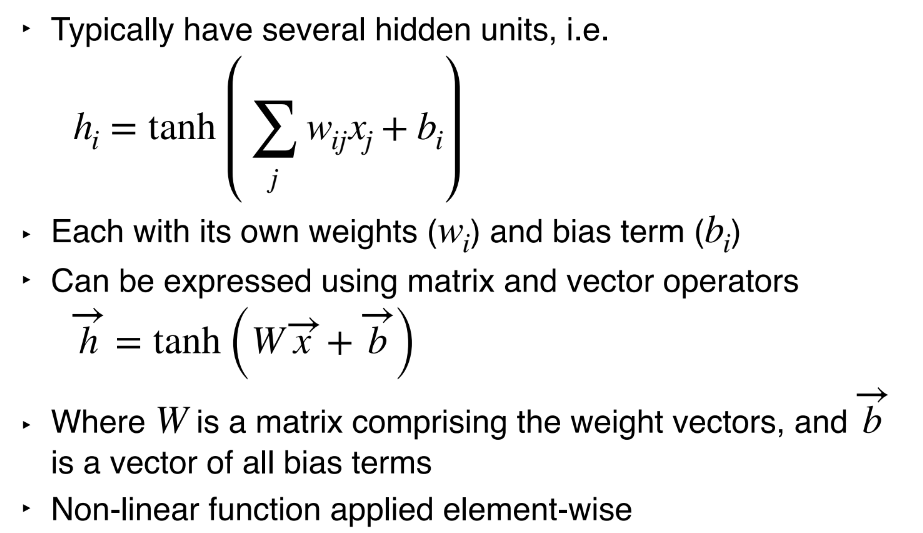 ‣ Typically have several hidden units, i.e.
$h_i = \tanh\left(\sum_j w_{ij}x_j + b_i\right)$
‣ Each with its own weights ($w_i$) and bias term ($b_i$)
‣ Can be expressed using matrix and vector operators
$\overrightarrow{h} = \tanh\left(W\overrightarrow{x} + \overrightarrow{b}\right)$
‣ Where $W$ is a matrix comprising the weight vectors, and $\overrightarrow{b}$
is a vector of all bias terms
‣ Non-linear function applied element-wise